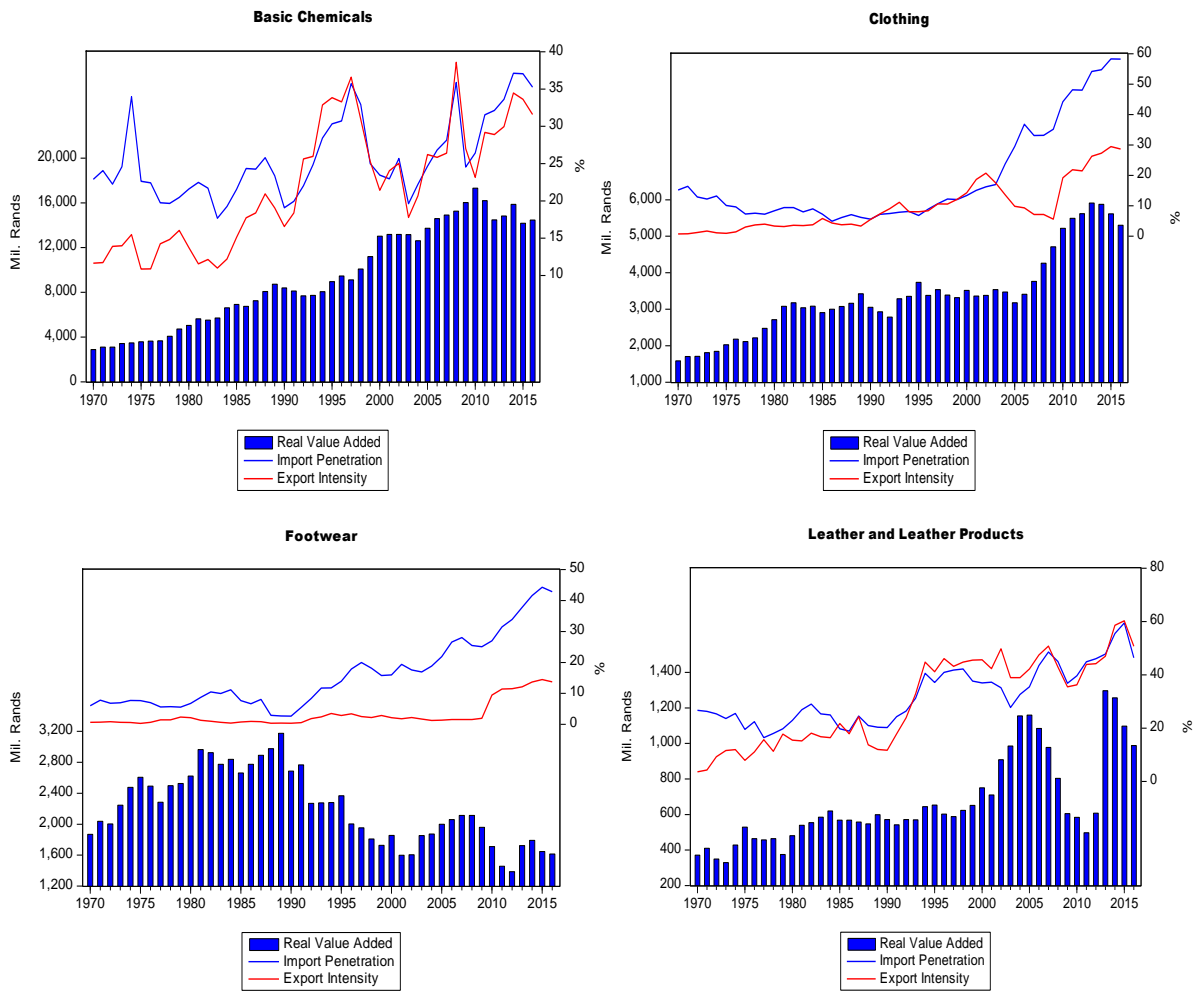 Basic Chemicals
Mil. Rands
20,000
16,000
12,000
8,000
4,000
0
40
35
30
25
20
15
10
%
1970 1975 1980 1985 1990 1995 2000 2005 2010 2015
Real Value Added
Import Penetration
Export Intensity
Clothing
Mil. Rands
6,000
5,000
4,000
3,000
2,000
1,000
60
50
40
30
20
10
0
%
1970 1975 1980 1985 1990 1995 2000 2005 2010 2015
Real Value Added
Import Penetration
Export Intensity
Footwear
Mil. Rands
3,200
2,800
2,400
2,000
1,600
1,200
50
40
30
20
10
0
%
1970 1975 1980 1985 1990 1995 2000 2005 2010 2015
Real Value Added
Import Penetration
Export Intensity
Leather and Leather Products
Mil. Rands
1,400
1,200
1,000
800
600
400
200
80
60
40
20
0
%
1970 1975 1980 1985 1990 1995 2000 2005 2010 2015
Real Value Added
Import Penetration
Export Intensity